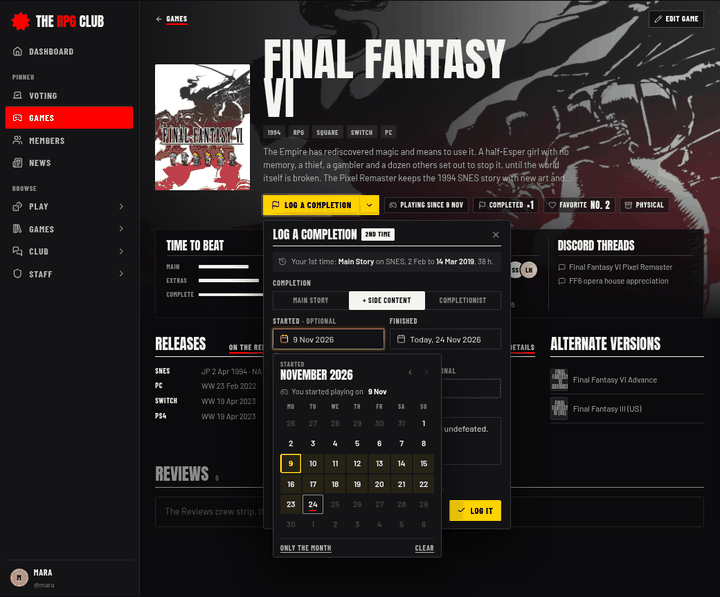 THE RPG CLUB
DASHBOARD
PINNED
VOTING
GAMES
MEMBERS
NEWS
BROWSE
PLAY
GAMES
CLUB
STAFF
M
MARA
@mara
← GAMES
EDIT GAME
FINAL FANTASY
VI
FINAL FANTASY VI
1994
RPG
SQUARE
SWITCH
PC
The Empire has rediscovered magic and means to use it. A half-Esper girl with no
memory, a thief, a gambler and a dozen others set out to stop it, until the world
itself is broken. The Pixel Remaster keeps the 1994 SNES story with new art and…
LOG A COMPLETION
PLAYING SINCE 9 NOV
COMPLETED ×1
FAVORITE NO. 2
PHYSICAL
TIME TO BEAT
MAIN
EXTRAS
COMPLETE
LOG A COMPLETION
2ND TIME
Your 1st time: Main Story on SNES, 2 Feb to 14 Mar 2019, 38 h.
COMPLETION
MAIN STORY
+ SIDE CONTENT
COMPLETIONIST
STARTED · OPTIONAL
FINISHED
9 Nov 2026
Today, 24 Nov 2026
STARTED
NOVEMBER 2026
You started playing on 9 Nov
MO TU WE TH FR SA SU
26 27 28 29 30 31 1
2 3 4 5 6 7 8
9 10 11 12 13 14 15
16 17 18 19 20 21 22
23 24 25 26 27 28 29
30 1 2 3 4 5 6
ONLY THE MONTH
CLEAR
ONAL
undefeated.
LOG IT
SS
LN
DISCORD THREADS
Final Fantasy VI Pixel Remaster
FF6 opera house appreciation
RELEASES
ON THE RE
SNES JP 2 Apr 1994 · NA
PC WW 23 Feb 2022
SWITCH WW 19 Apr 2023
PS4 WW 19 Apr 2023
DETAILS
ALTERNATE VERSIONS
Final Fantasy VI Advance
Final Fantasy III (US)
REVIEWS 6
The Reviews crew strip, th